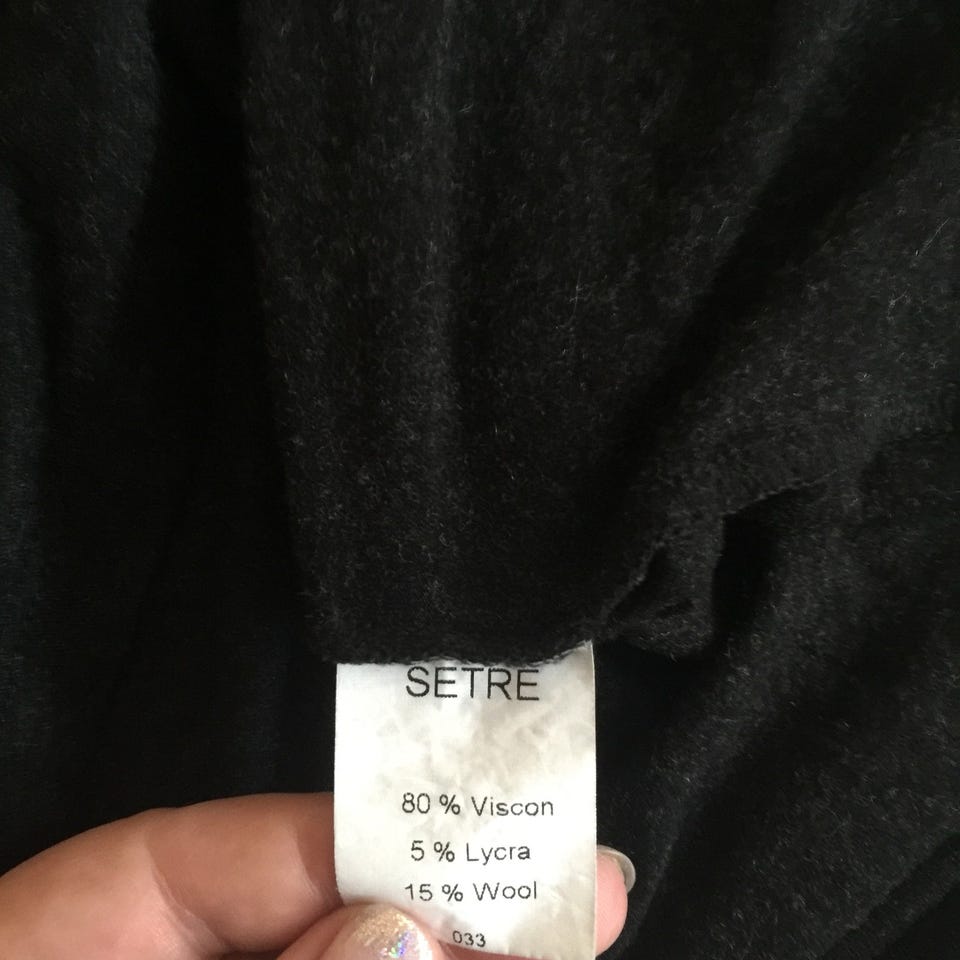 SETRE
80 % Viscon
5 % Lycra
15 % Wool
033